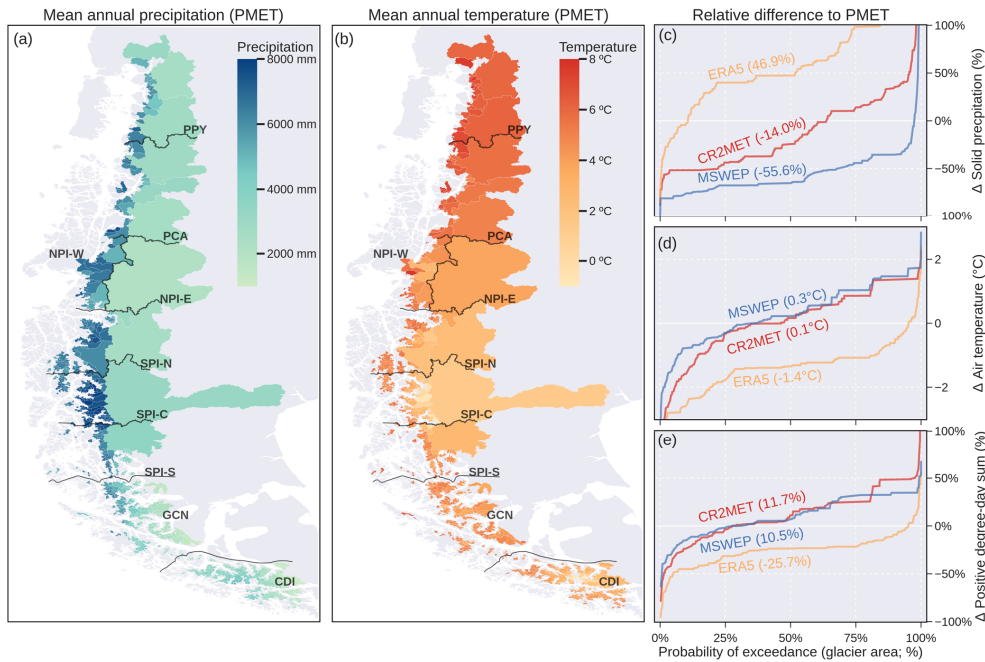 Mean annual precipitation (PMET)
Mean annual temperature (PMET)
Relative difference to PMET
(a)
Precipitation
8000 mm
6000 mm
4000 mm
2000 mm
PPY
PCA
NPI-W
NPI-E
SPI-N
SPI-C
SPI-S
GCN
CDI
(b)
Temperature
8 ºC
6 ºC
4 ºC
2 ºC
0 ºC
PPY
PCA
NPI-W
NPI-E
SPI-N
SPI-C
SPI-S
GCN
CDI
(c)
ERA5 (46.9%)
CR2MET (-14.0%)
MSWEP (-55.6%)
100%
50%
0%
−50%
100%
Δ Solid precpitation (%)
(d)
MSWEP (0.3°C)
CR2MET (0.1°C)
ERA5 (-1.4°C)
2
0
−2
Δ Air temperature (°C)
(e)
CR2MET (11.7%)
MSWEP (10.5%)
ERA5 (-25.7%)
100%
50%
0%
−50%
−100%
Δ Positive degree-day sum (%)
0%
25%
50%
75%
100%
Probability of exceedance (glacier area; %)